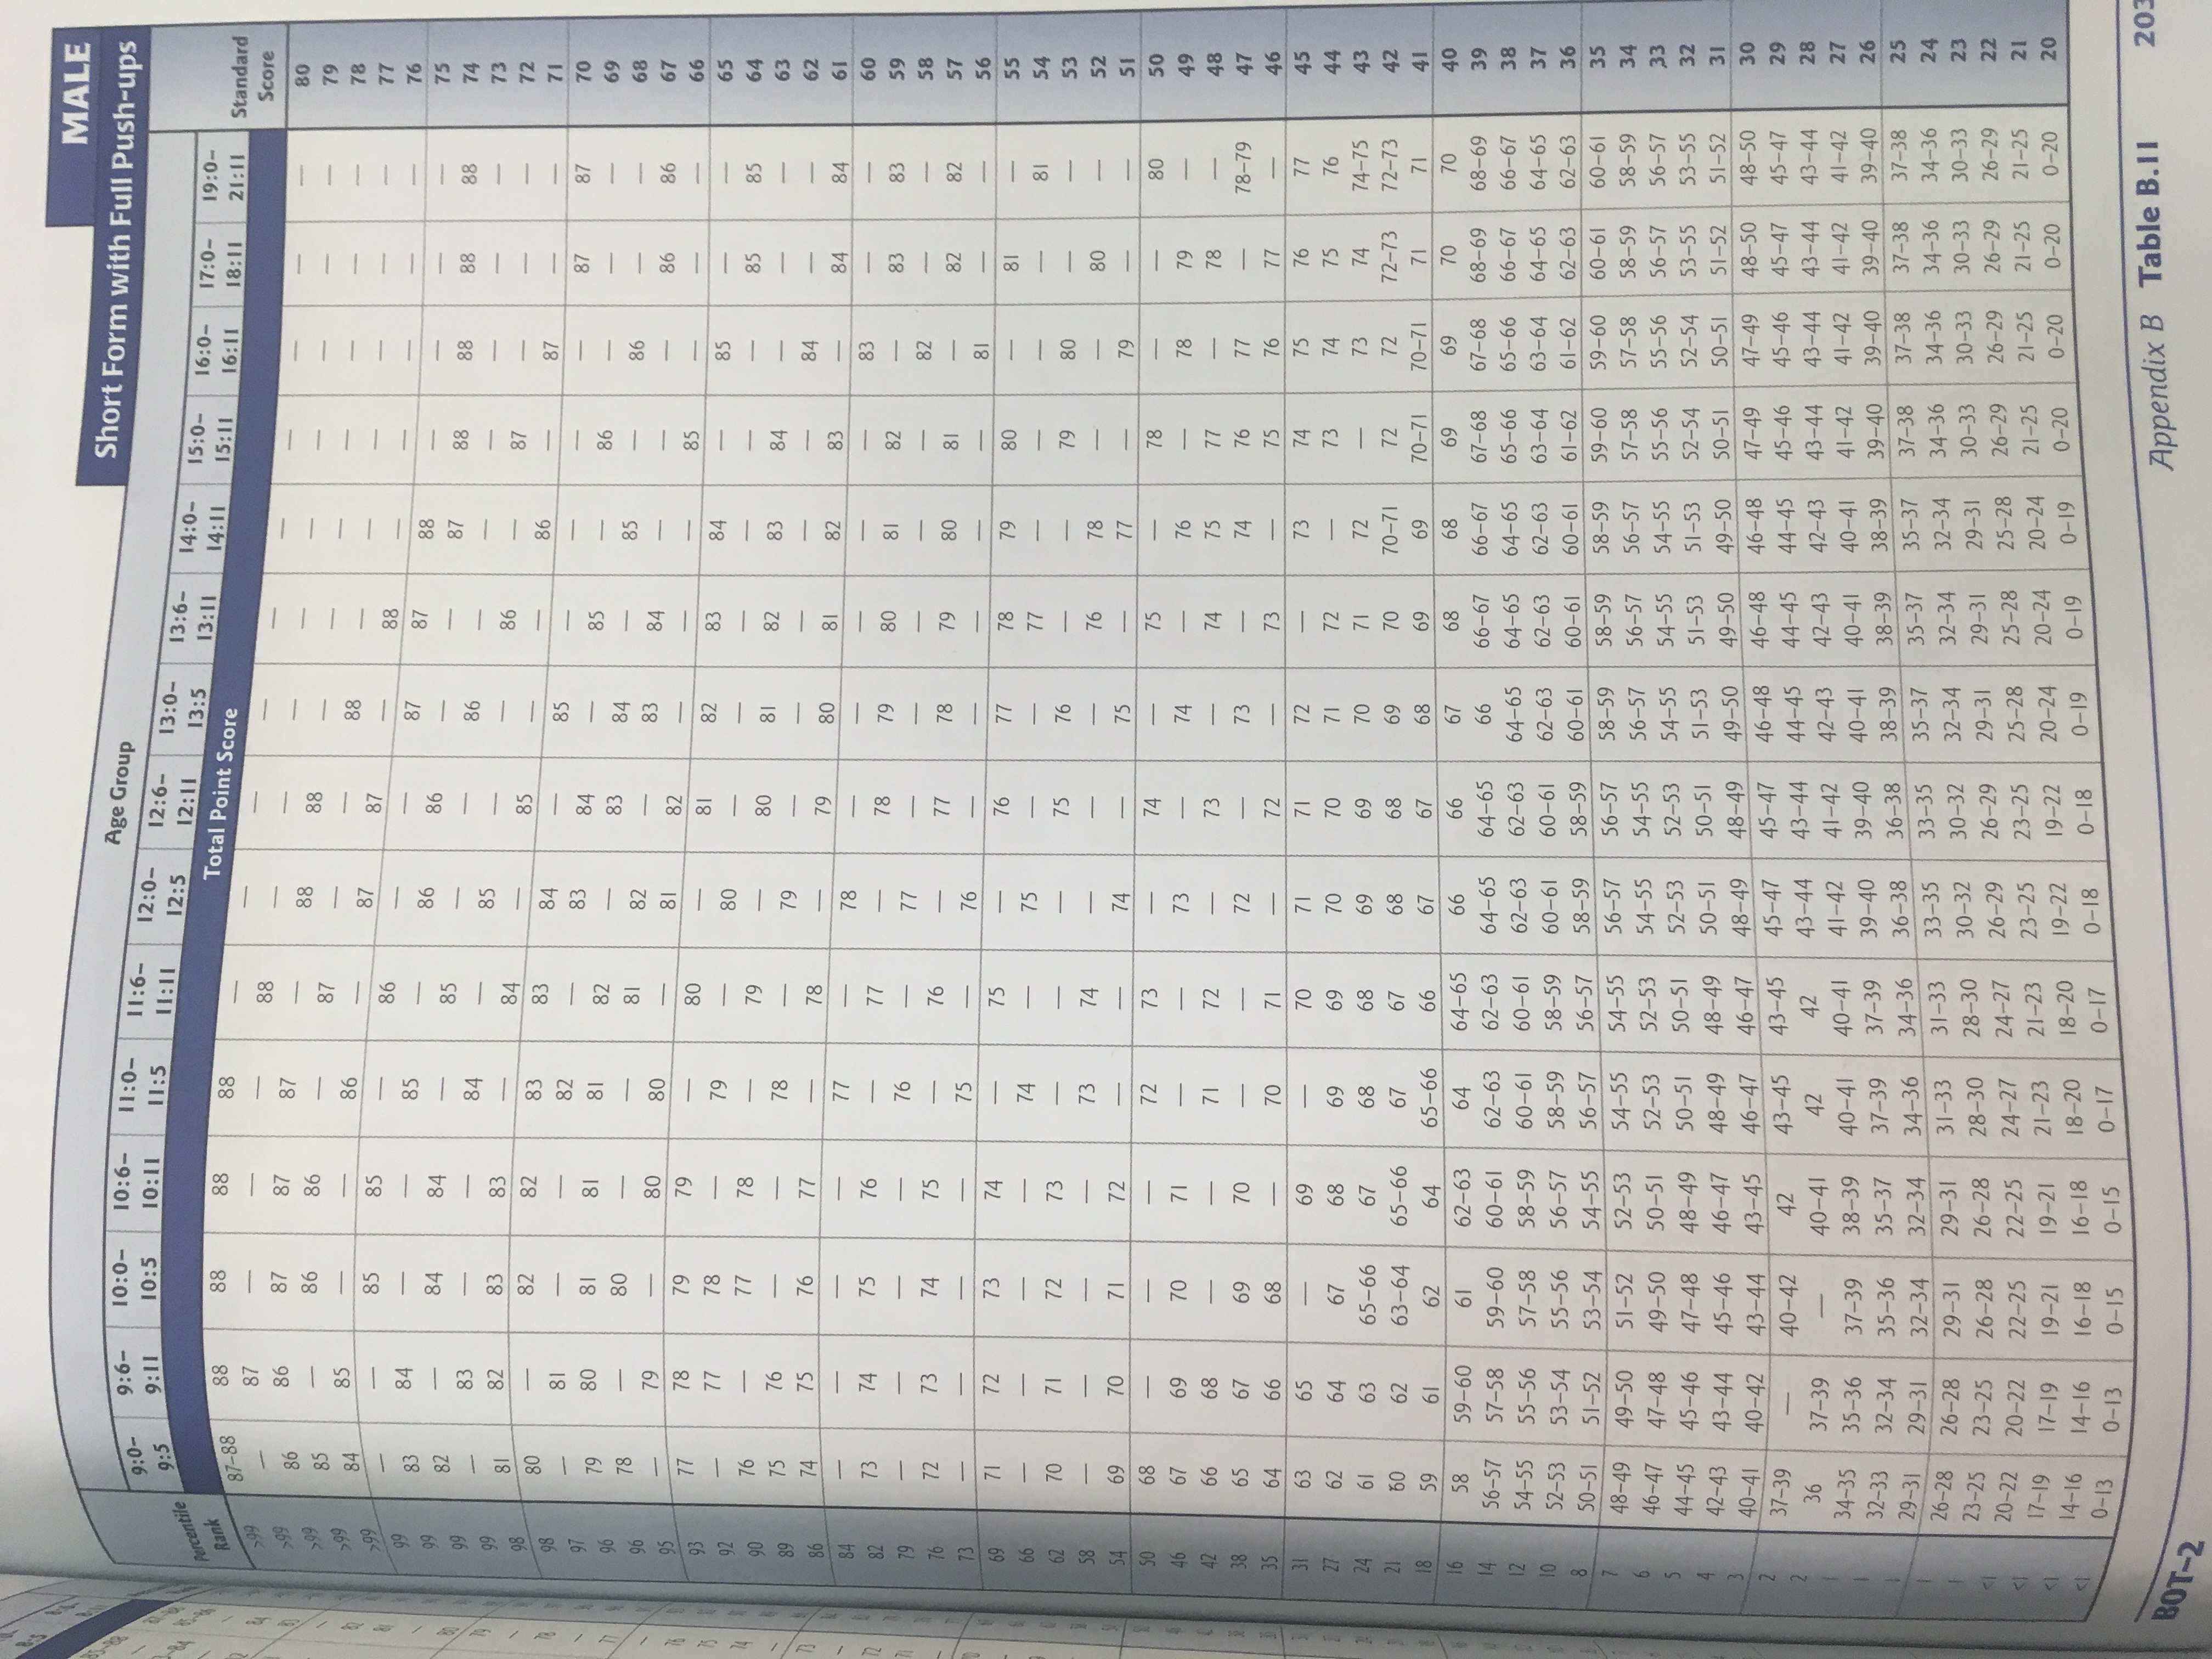 MALE
Short Form with Full Push-ups
Age Group
Percentile Rank 9:0–9:5 9:6–9:11 10:0–10:5 10:6–10:11 11:0–11:5 11:6–11:11 12:0–12:5 12:6–12:11 13:0–13:5 13:6–13:11 14:0–14:11 15:0–15:11 16:0–16:11 17:0–18:11 19:0–21:11 Standard Score
Total Point Score
>99 87–88 88 88 88 88 — — — — — — — — — — 80
>99 — 87 — — — 88 — — — — — — — — — 79
>99 86 86 87 87 87 — 88 88 — — — — — — — 78
>99 85 — 86 86 — 87 — — 88 — — — — — — 77
>99 84 85 — — 86 — 87 87 — 88 — — — — — 76
99 — — 85 85 — 86 — — 87 87 88 — — — — 75
99 83 84 — — 85 — 86 86 — — 87 88 88 88 88 74
99 82 — 84 84 — 85 — — 86 — — — — — — 73
99 — 83 — — 84 — 85 — — 86 — 87 — — — 72
98 81 82 83 83 — 84 — 85 — — 86 — 87 — — 71
98 80 — 82 82 83 83 84 — 85 — — — — 87 87 70
97 — 81 — — 82 — 83 84 — 85 — 86 — — — 69
96 79 80 81 81 81 82 — 83 84 — 85 — 86 — — 68
96 78 — 80 — — 81 82 — 83 84 — — — 86 86 67
95 — 79 — 80 80 — 81 82 — — — 85 — — — 66
93 77 78 79 79 — 80 — 81 82 83 84 — 85 — — 65
92 — 77 78 — 79 — 80 — — — — — — 85 85 64
90 76 — 77 78 — 79 — 80 81 82 83 84 — — — 63
89 75 76 — — 78 — 79 — — — — — 84 — — 62
86 74 75 76 77 — 78 — 79 80 81 82 83 — 84 84 61
84 — — — — 77 — 78 — — — — — 83 — — 60
82 73 74 75 76 — 77 — 78 79 80 81 82 — 83 83 59
79 — — — — 76 — 77 — — — — — 82 — — 58
76 72 73 74 75 — 76 — 77 78 79 80 81 — 82 82 57
73 — — — — 75 — 76 — — — — — 81 — — 56
69 71 72 73 74 — 75 — 76 77 78 79 80 — 81 — 55
66 — — — — 74 — 75 — — 77 — — — — 81 54
62 70 71 72 73 — — — 75 76 — — 79 80 — — 53
58 — — — — 73 74 — — — 76 78 — — 80 — 52
54 69 70 71 72 — — 74 — 75 — 77 — 79 — — 51
50 68 — — — 72 73 — 74 — 75 — 78 — — 80 50
46 67 69 70 71 — — 73 — 74 — 76 — 78 79 — 49
42 66 68 — — 71 72 — 73 — 74 75 77 — 78 — 48
38 65 67 69 70 — — 72 — 73 — 74 76 77 — 78–79 47
35 64 66 68 — 70 71 — 72 — 73 — 75 76 77 — 46
31 63 65 — 69 — 70 71 71 72 — 73 74 75 76 77 45
27 62 64 67 68 69 69 70 70 71 72 — 73 74 75 76 44
24 61 63 65–66 67 68 68 69 69 70 71 72 — 73 74 74–75 43
21 60 62 63–64 65–66 67 67 68 68 69 70 70–71 72 72 72–73 72–73 42
18 59 61 62 64 65–66 66 67 67 68 69 69 70–71 70–71 71 71 41
16 58 59–60 61 62–63 64 64–65 66 66 67 68 68 69 69 70 70 40
14 56–57 57–58 59–60 60–61 62–63 62–63 64–65 64–65 66 66–67 66–67 67–68 67–68 68–69 68–69 39
12 54–55 55–56 57–58 58–59 60–61 60–61 62–63 62–63 64–65 64–65 64–65 65–66 65–66 66–67 66–67 38
10 52–53 53–54 55–56 56–57 58–59 58–59 60–61 60–61 62–63 62–63 62–63 63–64 63–64 64–65 64–65 37
8 50–51 51–52 53–54 54–55 56–57 56–57 58–59 58–59 60–61 60–61 60–61 61–62 61–62 62–63 62–63 36
7 48–49 49–50 51–52 52–53 54–55 54–55 56–57 56–57 58–59 58–59 58–59 59–60 59–60 60–61 60–61 35
6 46–47 47–48 49–50 50–51 52–53 52–53 54–55 54–55 56–57 56–57 56–57 57–58 57–58 58–59 58–59 34
5 44–45 45–46 47–48 48–49 50–51 50–51 52–53 52–53 54–55 54–55 54–55 55–56 55–56 56–57 56–57 33
4 42–43 43–44 45–46 46–47 48–49 48–49 50–51 50–51 51–53 51–53 51–53 52–54 52–54 53–55 53–55 32
3 40–41 40–42 43–44 43–45 46–47 46–47 48–49 48–49 49–50 49–50 49–50 50–51 50–51 51–52 51–52 31
2 37–39 — 40–42 42 43–45 43–45 45–47 45–47 46–48 46–48 46–48 47–49 47–49 48–50 48–50 30
2 36 37–39 — 40–41 42 42 43–44 43–44 44–45 44–45 44–45 45–46 45–46 45–47 45–47 29
1 34–35 35–36 37–39 38–39 40–41 40–41 41–42 41–42 42–43 42–43 42–43 43–44 43–44 43–44 43–44 28
1 32–33 32–34 35–36 35–37 37–39 37–39 39–40 39–40 40–41 40–41 40–41 41–42 41–42 41–42 41–42 27
1 29–31 29–31 32–34 32–34 34–36 34–36 36–38 36–38 38–39 38–39 38–39 39–40 39–40 39–40 39–40 26
1 26–28 26–28 29–31 29–31 31–33 31–33 33–35 33–35 35–37 35–37 35–37 37–38 37–38 37–38 37–38 25
1 23–25 23–25 26–28 26–28 28–30 28–30 30–32 30–32 32–34 32–34 32–34 34–36 34–36 34–36 34–36 24
<1 20–22 20–22 22–25 22–25 24–27 24–27 26–29 26–29 29–31 29–31 29–31 30–33 30–33 30–33 30–33 23
<1 17–19 17–19 19–21 19–21 21–23 21–23 23–25 23–25 25–28 25–28 25–28 26–29 26–29 26–29 26–29 22
<1 14–16 14–16 16–18 16–18 18–20 18–20 19–22 19–22 20–24 20–24 20–24 21–25 21–25 21–25 21–25 21
<1 0–13 0–13 0–15 0–15 0–17 0–17 0–18 0–18 0–19 0–19 0–19 0–20 0–20 0–20 0–20 20
BOT–2
Appendix B Table B.11 203